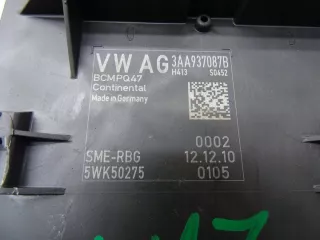 VW AG 3AA937087B
BCMPQ47 H413 S0452
Continental
Made in Germany
0002
SME-RBG 12.12.10
5WK50275 0105